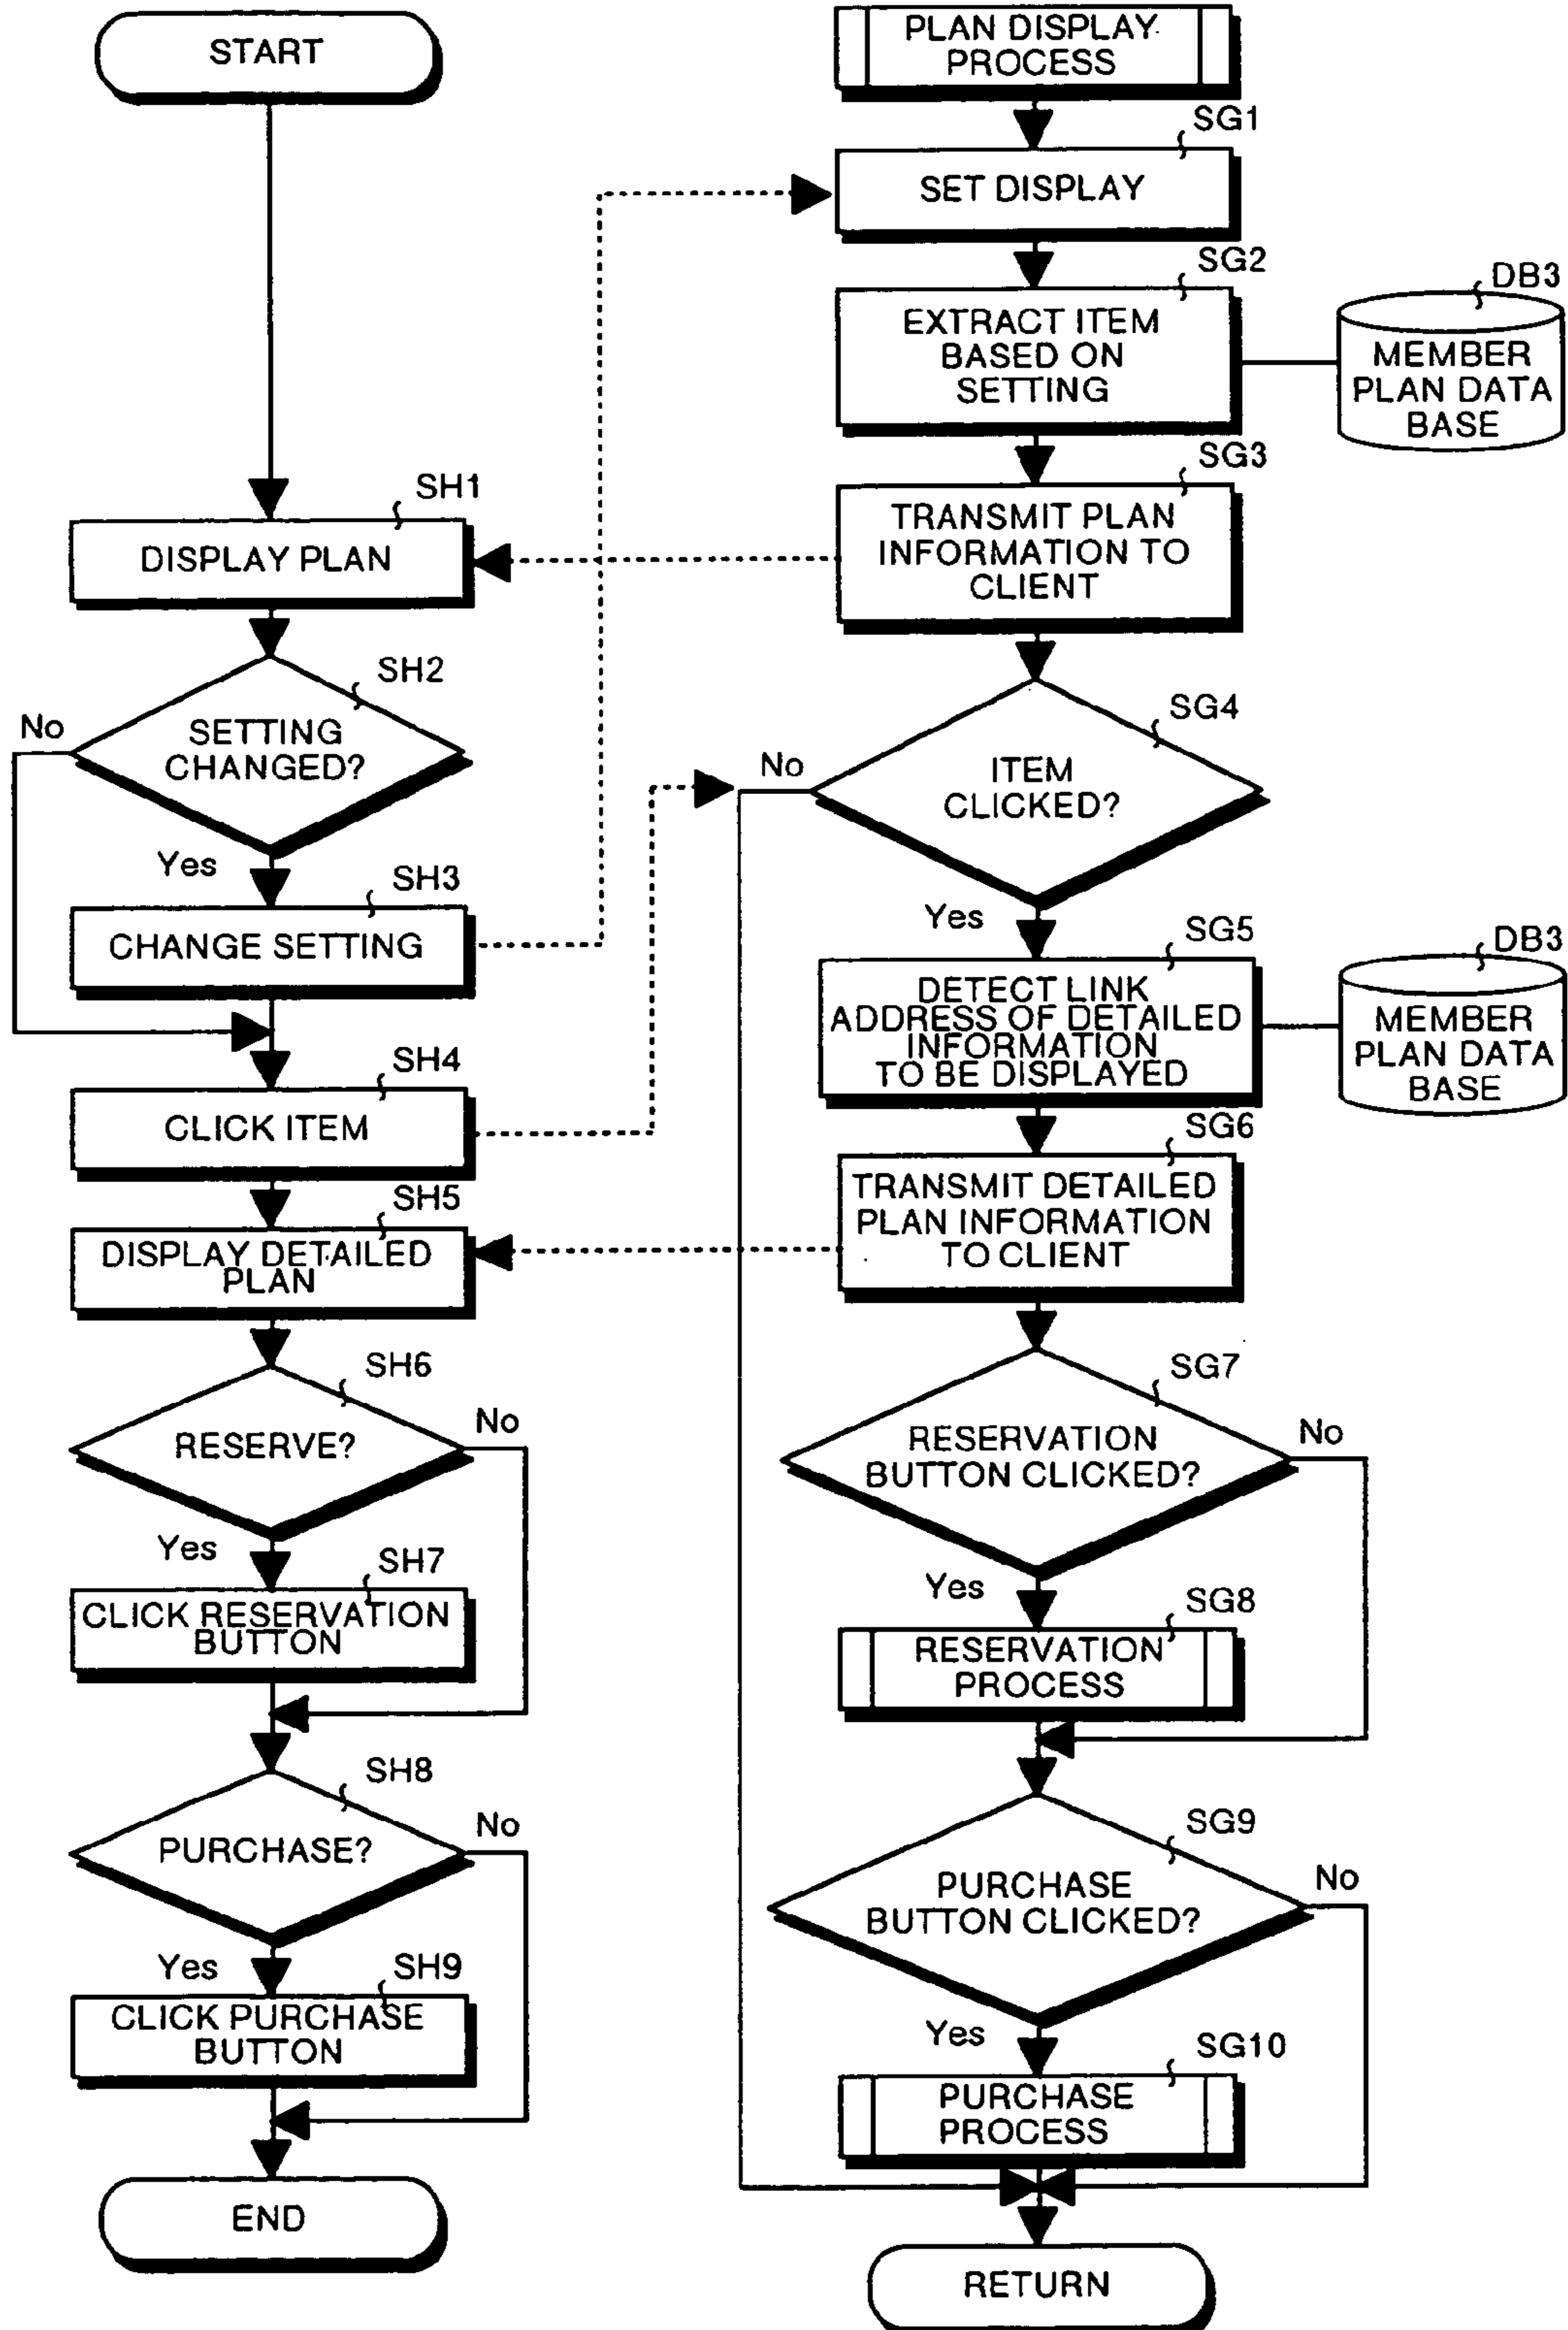 START
SH1
DISPLAY PLAN
SH2
SETTING
CHANGED?
No
Yes
SH3
CHANGE SETTING
SH4
CLICK ITEM
SH5
DISPLAY DETAILED
PLAN
SH6
RESERVE?
No
Yes
SH7
CLICK RESERVATION
BUTTON
SH8
PURCHASE?
No
Yes
SH9
CLICK PURCHASE
BUTTON
END
PLAN DISPLAY
PROCESS
SG1
SET DISPLAY
SG2
EXTRACT ITEM
BASED ON
SETTING
DB3
MEMBER
PLAN DATA
BASE
SG3
TRANSMIT PLAN
INFORMATION TO
CLIENT
SG4
ITEM
CLICKED?
No
Yes
SG5
DETECT LINK
ADDRESS OF DETAILED
INFORMATION
TO BE DISPLAYED
DB3
MEMBER
PLAN DATA
BASE
SG6
TRANSMIT DETAILED
PLAN INFORMATION
TO CLIENT
SG7
RESERVATION
BUTTON CLICKED?
No
Yes
SG8
RESERVATION
PROCESS
SG9
PURCHASE
BUTTON CLICKED?
No
Yes
SG10
PURCHASE
PROCESS
RETURN